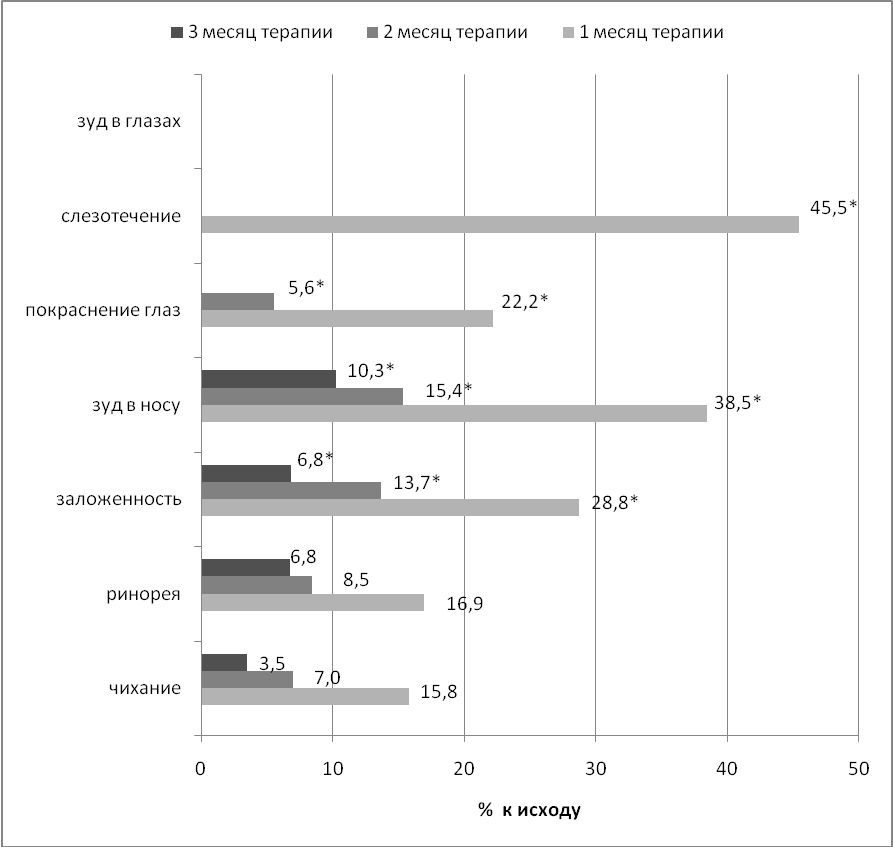 3 месяц терапии 2 месяц терапии 1 месяц терапии
зуд в глазах
слезотечение
45,5*
покраснение глаз
5,6*
22,2*
зуд в носу
10,3*
15,4*
38,5*
заложенность
6,8*
13,7*
28,8*
ринорея
6,8
8,5
16,9
чихание
3,5
7,0
15,8
0 10 20 30 40 50
% к исходу